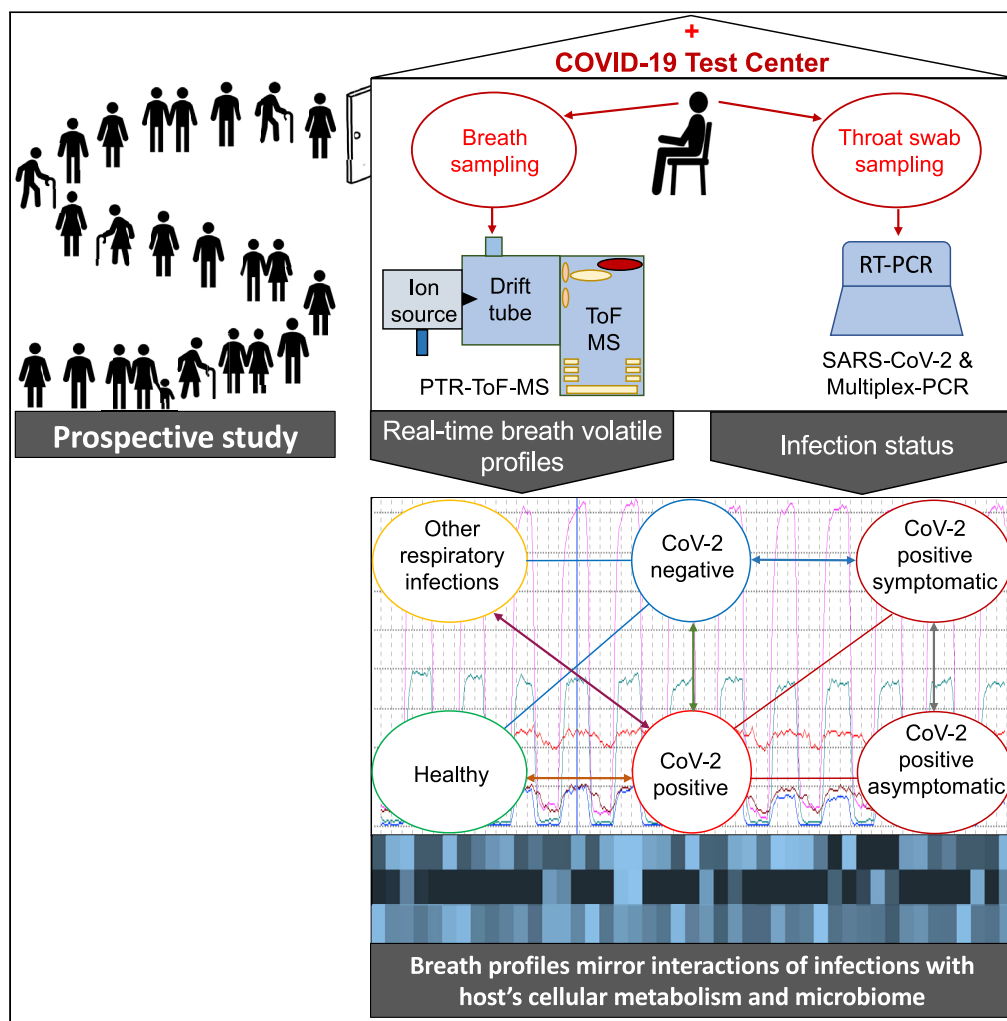 +
COVID-19 Test Center
Breath
sampling
Throat swab
sampling
Ion
source
Drift
tube
ToF
MS
RT-PCR
PTR-ToF-MS
SARS-CoV-2 &
Multiplex-PCR
Prospective study
Real-time breath volatile
profiles
Infection status
Other
respiratory
infections
CoV-2
negative
CoV-2
positive
symptomatic
Healthy
CoV-2
positive
CoV-2
positive
asymptomatic
Breath profiles mirror interactions of infections with
host's cellular metabolism and microbiome